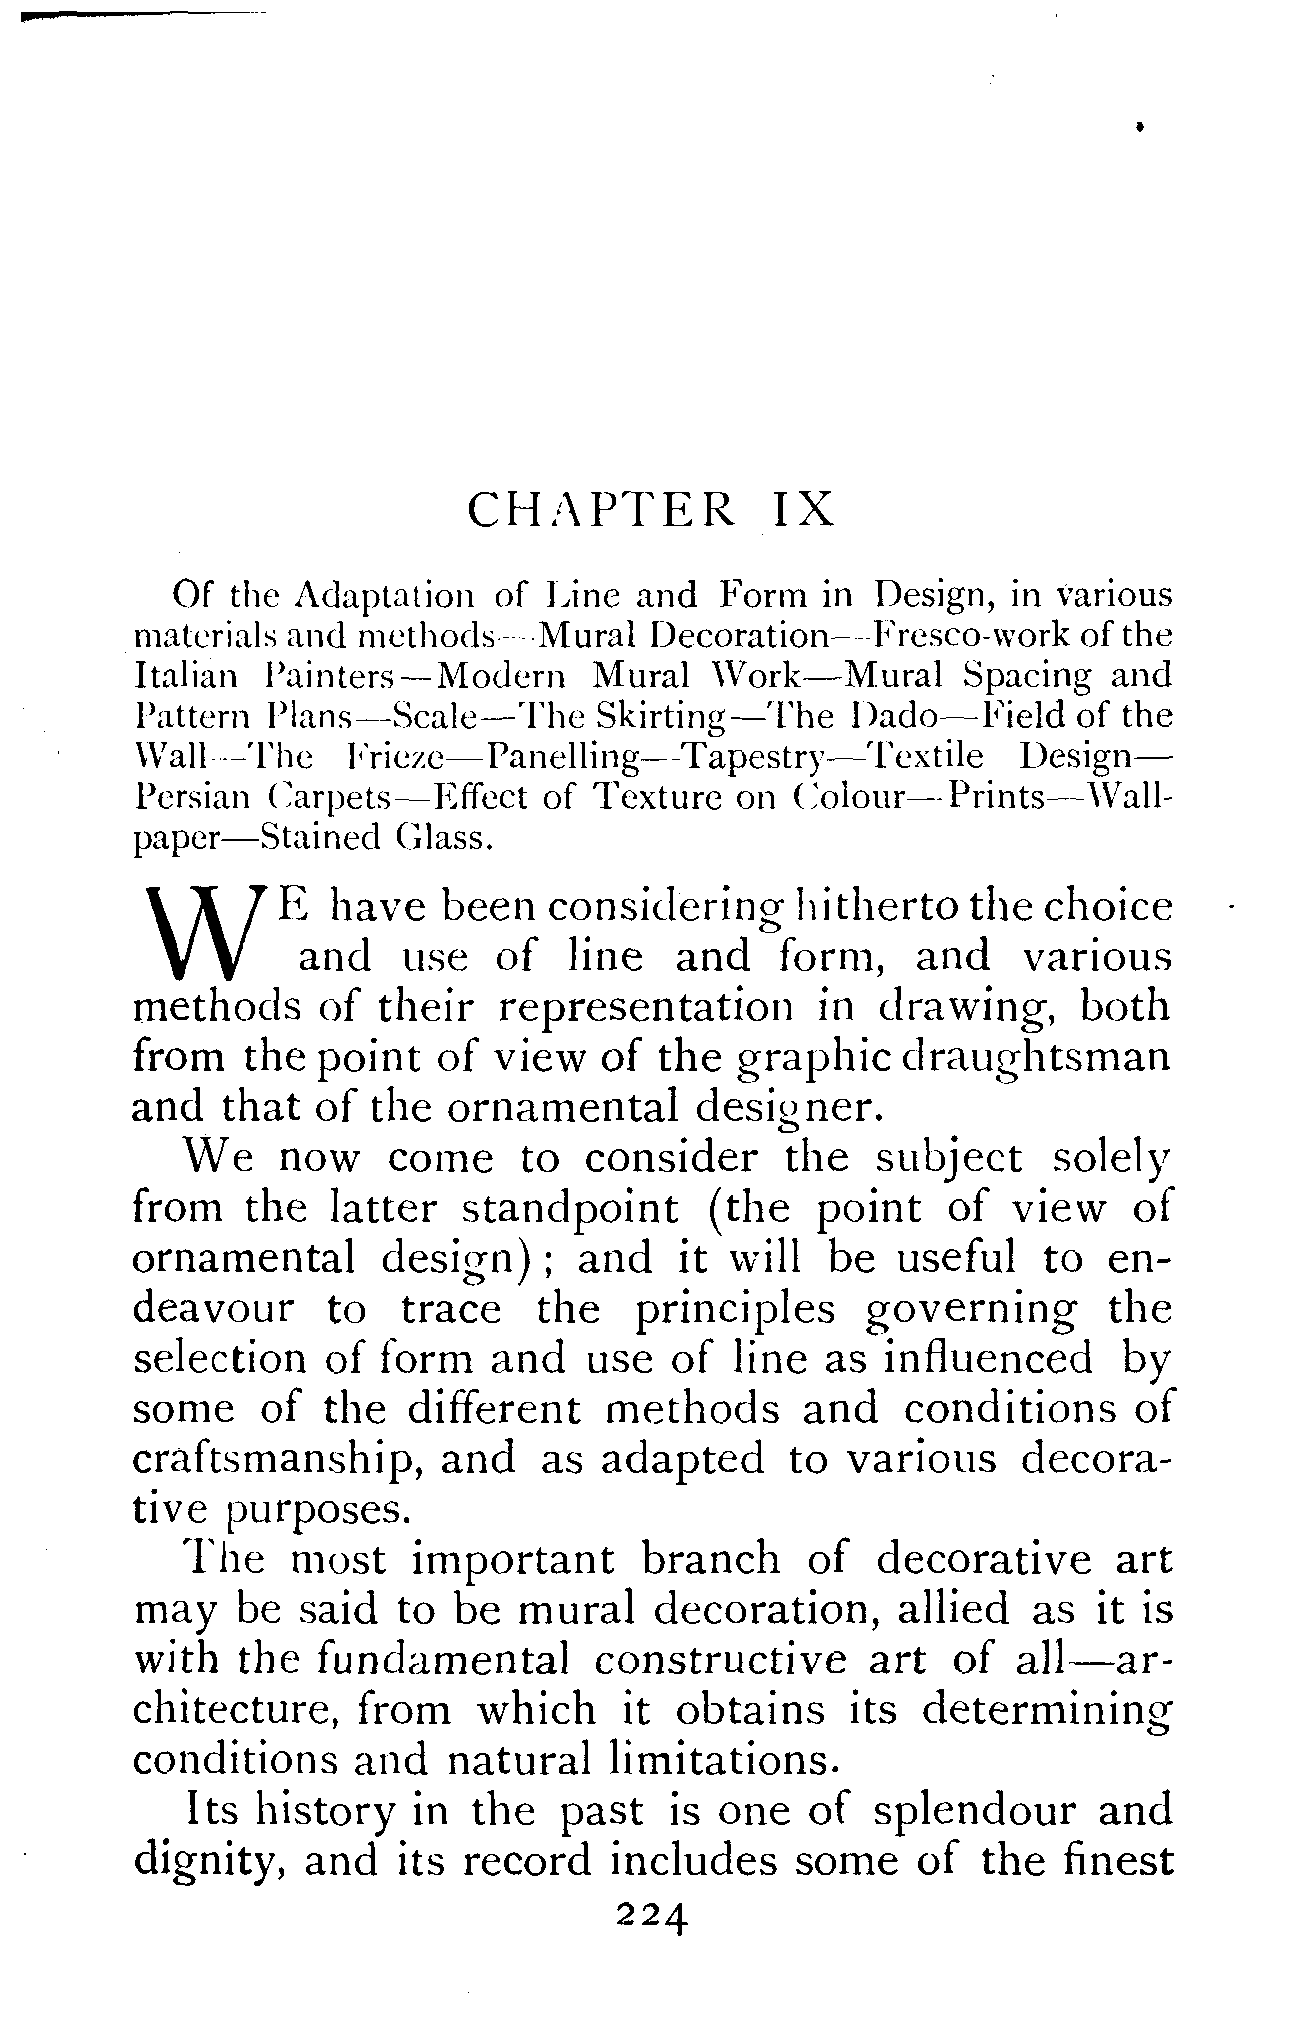 CHAPTER IX
Of the Adaptation of Line and Form in Design, in various
materials and methods—Mural Decoration—Fresco-work of the
Italian Painters—Modern Mural Work—Mural Spacing and
Pattern Plans—Scale—The Skirting—The Dado—Field of the
Wall—The Frieze—Panelling—Tapestry—Textile Design—
Persian Carpets—Effect of Texture on Colour—Prints—Wall-
paper—Stained Glass.
WE have been considering hitherto the choice
and use of line and form, and various
methods of their representation in drawing, both
from the point of view of the graphic draughtsman
and that of the ornamental designer.
We now come to consider the subject solely
from the latter standpoint (the point of view of
ornamental design) ; and it will be useful to en-
deavour to trace the principles governing the
selection of form and use of line as influenced by
some of the different methods and conditions of
craftsmanship, and as adapted to various decora-
tive purposes.
The most important branch of decorative art
may be said to be mural decoration, allied as it is
with the fundamental constructive art of all—ar-
chitecture, from which it obtains its determining
conditions and natural limitations.
Its history in the past is one of splendour and
dignity, and its record includes some of the finest
224